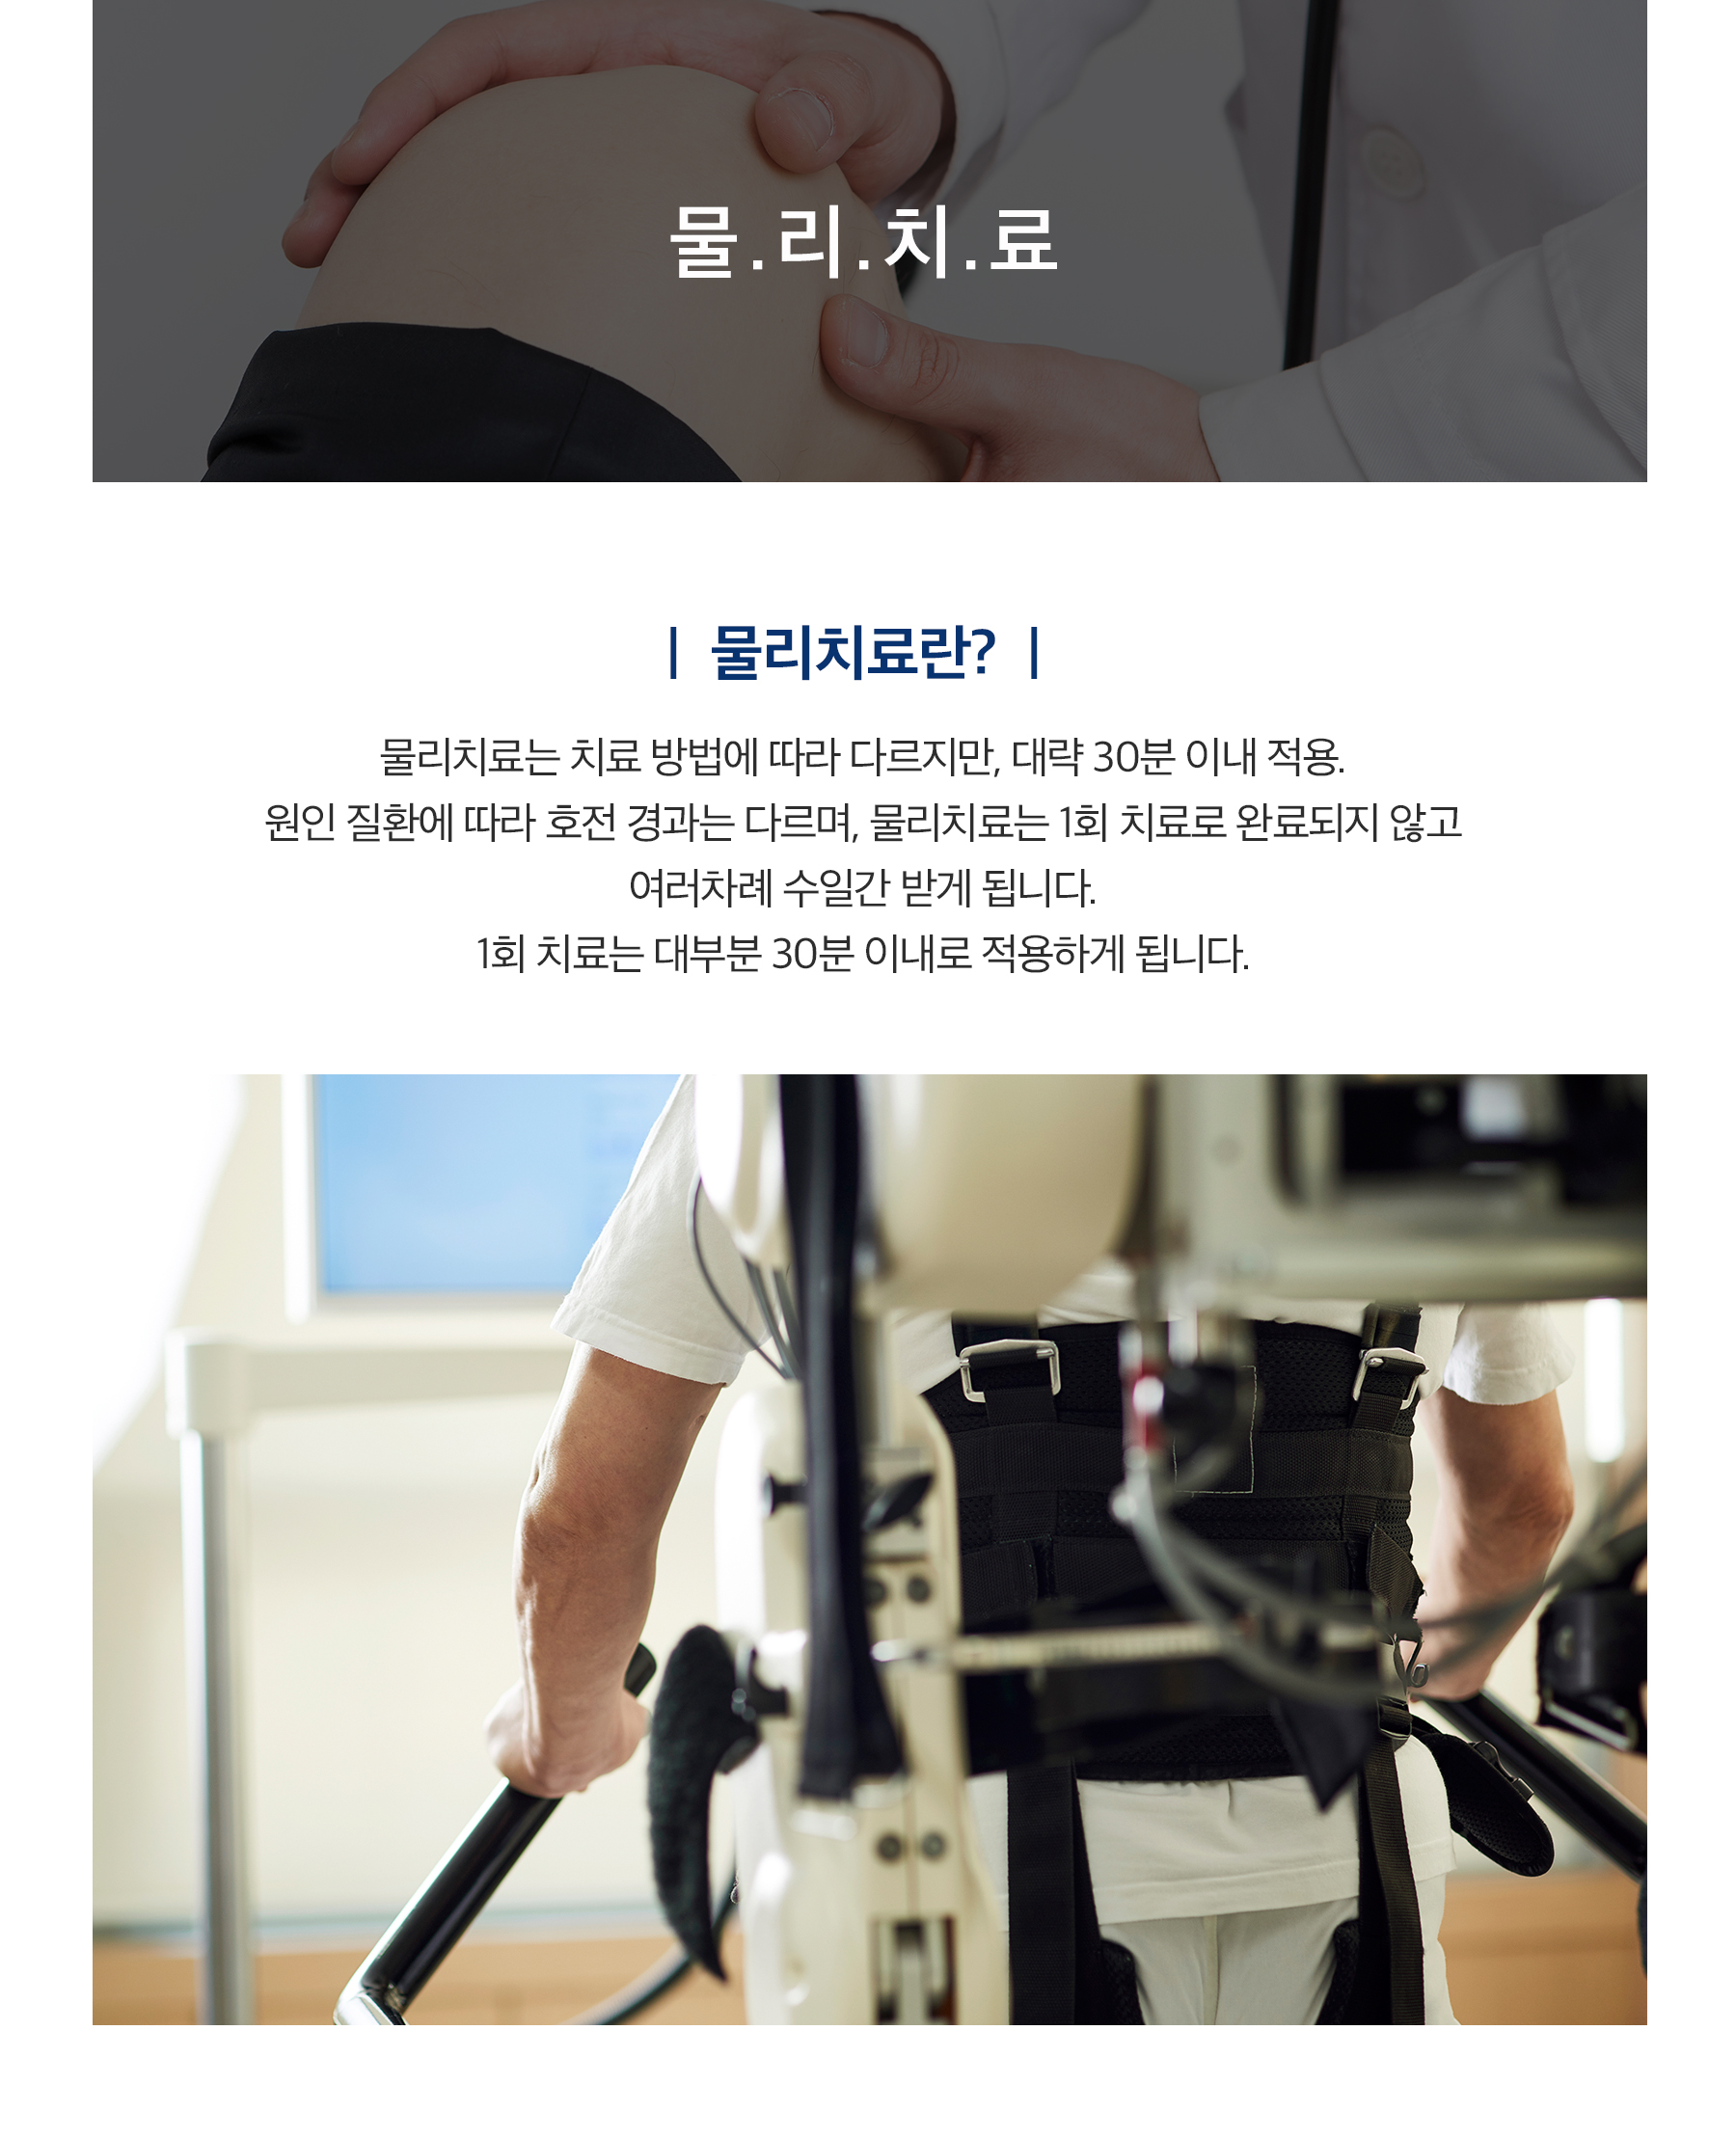 물.리.치.료
| 물리치료란? |
물리치료는 치료 방법에 따라 다르지만, 대략 30분 이내 적용.
원인 질환에 따라 호전 경과는 다르며, 물리치료는 1회 치료로 완료되지 않고
여러차례 수일간 받게 됩니다.
1회 치료는 대부분 30분 이내로 적용하게 됩니다.